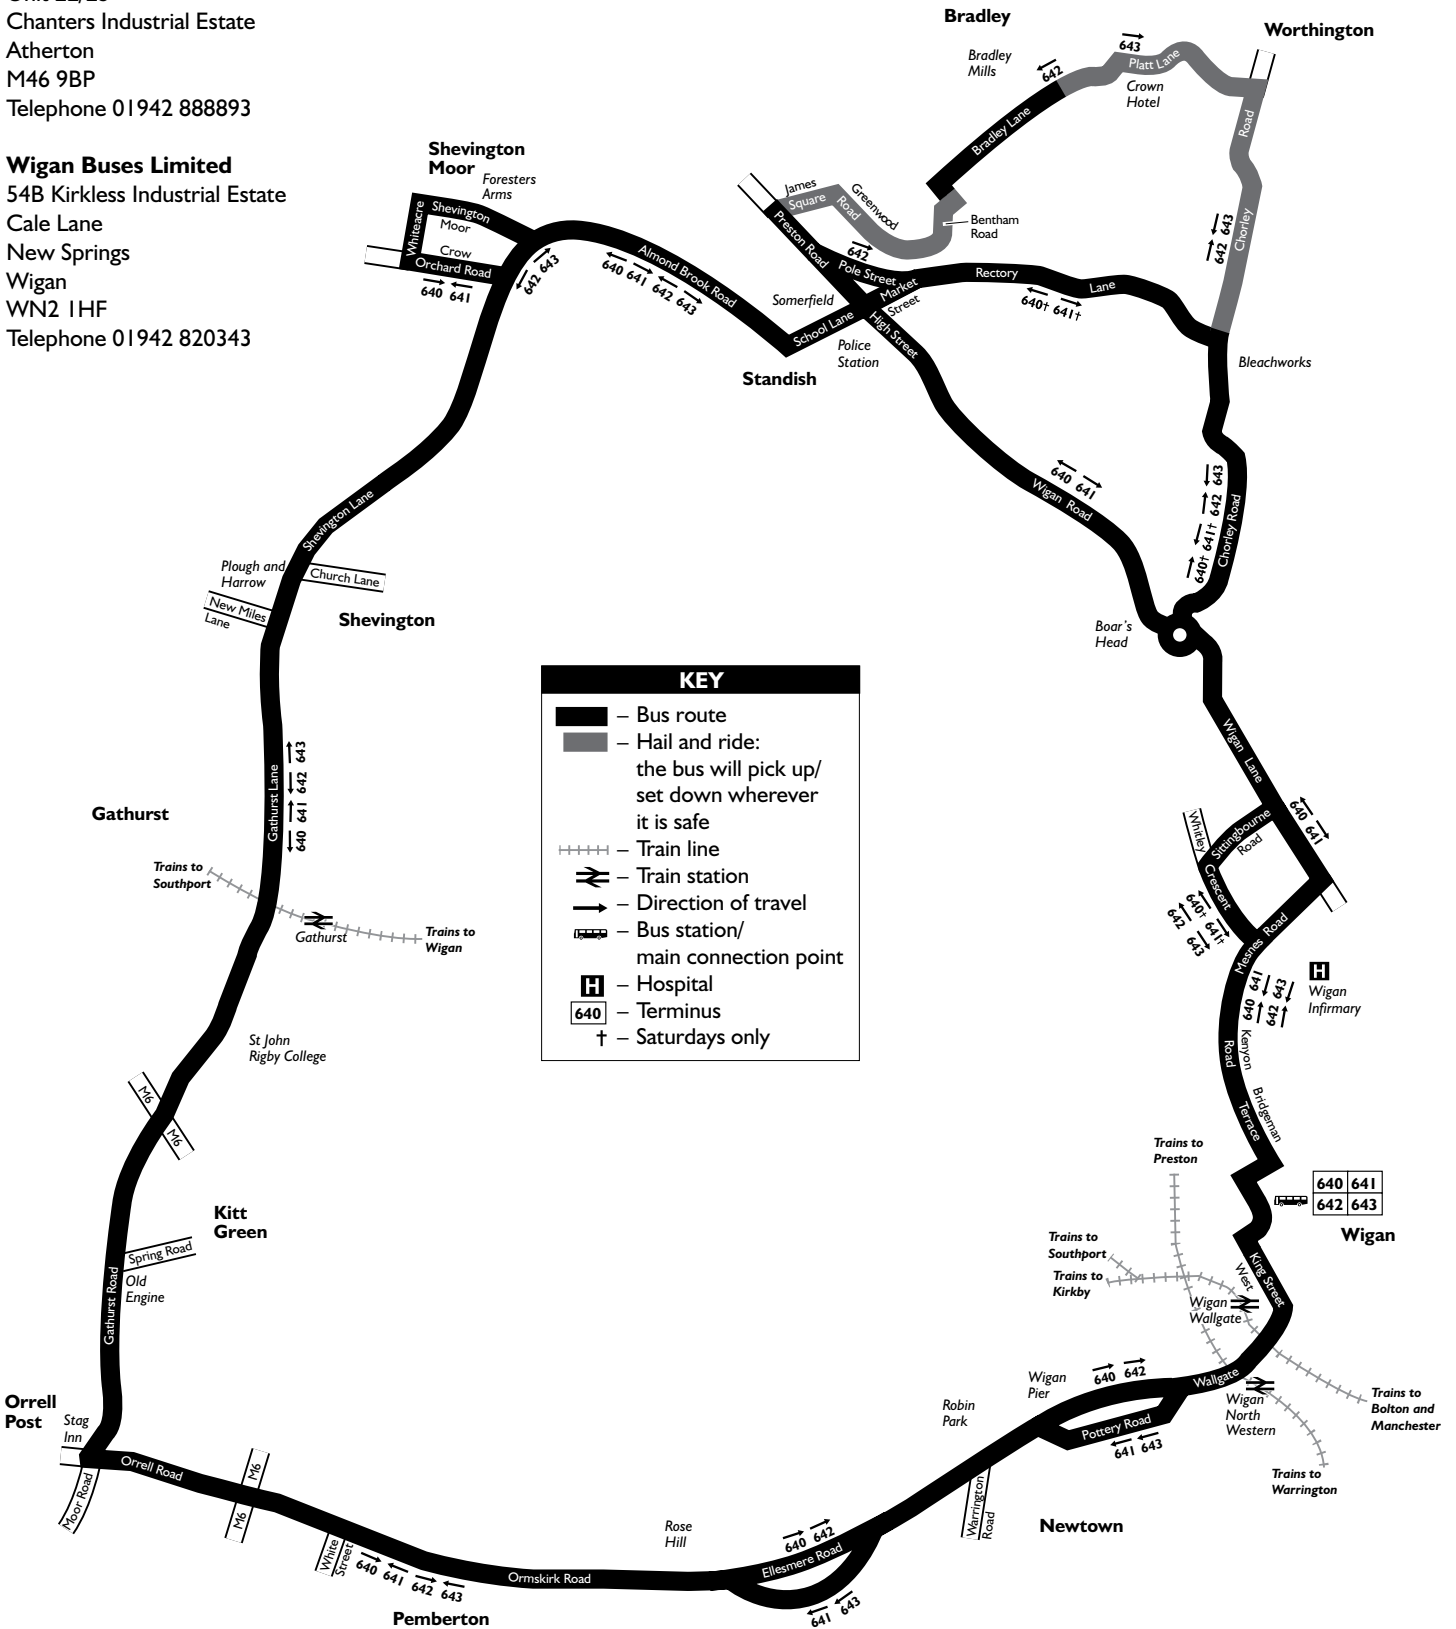 Chanters Industrial Estate
Atherton
M46 9BP
Telephone 01942 888893
Wigan Buses Limited
54B Kirkless Industrial Estate
Cale Lane
New Springs
Wigan
WN2 1HF
Telephone 01942 820343
Bradley
Worthington
Bradley
Mills
642
643
Platt Lane
Crown
Hotel
Bradley Lane
Road
Chorley
642 643
Shevington
Moor
Foresters
Arms
Shevington
Moor
Whiteacre
Crow
Orchard Road
640 641
642 643
Almond Brook Road
640 641 642 643
James
Square
Greenwood
Road
Bentham
Road
Preston Road
642
Pole Street
Market
Street
Rectory
Lane
640† 641†
Somerfield
School Lane
High Street
Police
Station
Standish
Bleachworks
640 641
Wigan Road
640† 641† 642 643
Chorley Road
Shevington Lane
Plough and
Harrow
Church Lane
New Miles
Lane
Shevington
Boar's
Head
KEY
– Bus route
– Hail and ride:
the bus will pick up/
set down wherever
it is safe
– Train line
– Train station
– Direction of travel
– Bus station/
main connection point
H – Hospital
640 – Terminus
† – Saturdays only
Wigan Lane
640 641
Whitley
Crescent
Sittingbourne
Road
640† 641†
642 643
Mesnes Road
H
Wigan
Infirmary
640 641
642 643
Kenyon
Road
Bridgeman
Terrace
Gathurst Lane
640 641 642 643
Gathurst
Trains to
Southport
Gathurst
Trains to
Wigan
St John
Rigby College
M6
M6
Kitt
Green
Spring Road
Old
Engine
Gathurst Road
Trains to
Preston
640 641
642 643
Wigan
Trains to
Southport
Trains to
Kirkby
King Street
West
Wigan
Wallgate
Wallgate
Wigan
North
Western
Trains to
Bolton and
Manchester
Trains to
Warrington
Wigan
Pier
640 642
Pottery Road
641 643
Robin
Park
Warrington
Road
Newtown
Orrell
Post
Stag
Inn
Moor Road
Orrell Road
M6
M6
White
Street
640 641 642 643
Pemberton
Ormskirk Road
Rose
Hill
640 642
Ellesmere Road
641 643